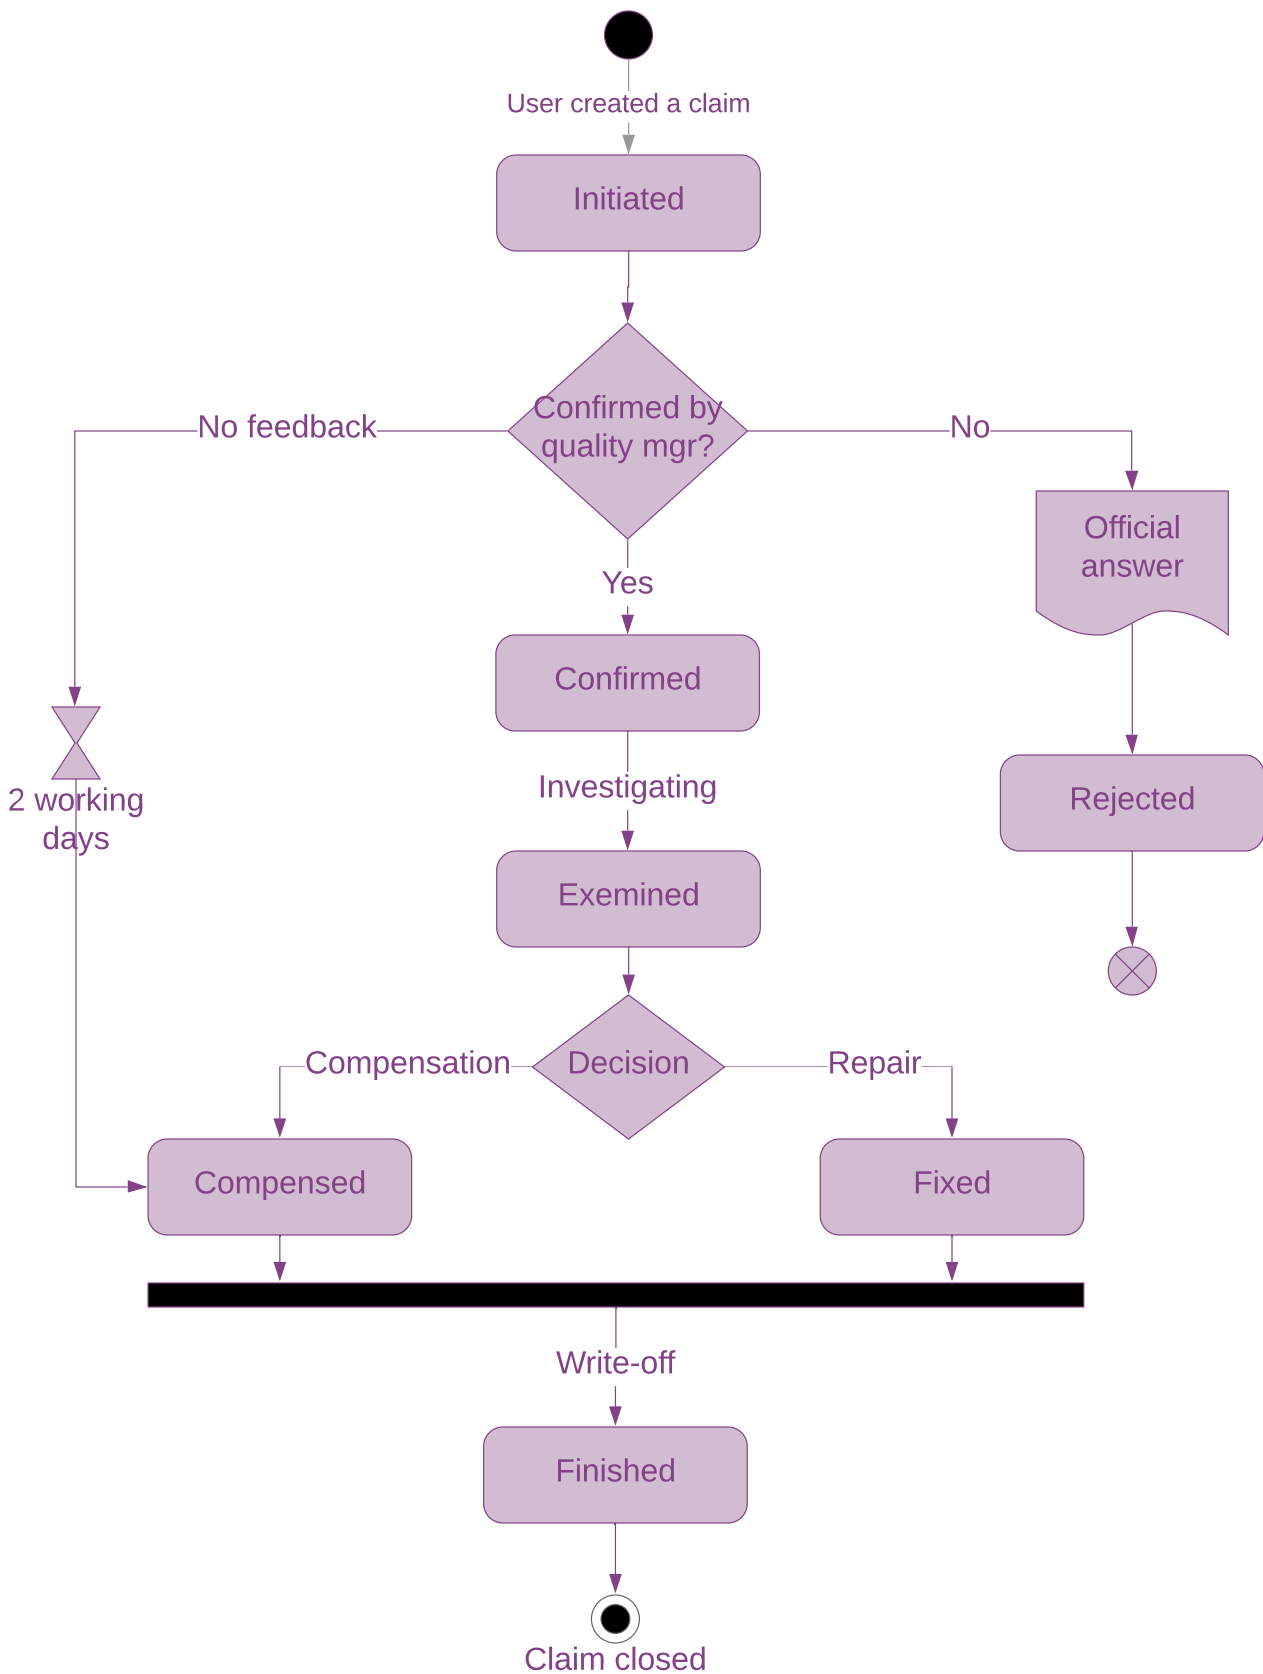 User created a claim
Initiated
Confirmed by
quality mgr?
No feedback
No
Official
answer
Yes
Confirmed
Investigating
2 working
days
Rejected
Exemined
Compensation
Decision
Repair
Compensed
Fixed
Write-off
Finished
Claim closed